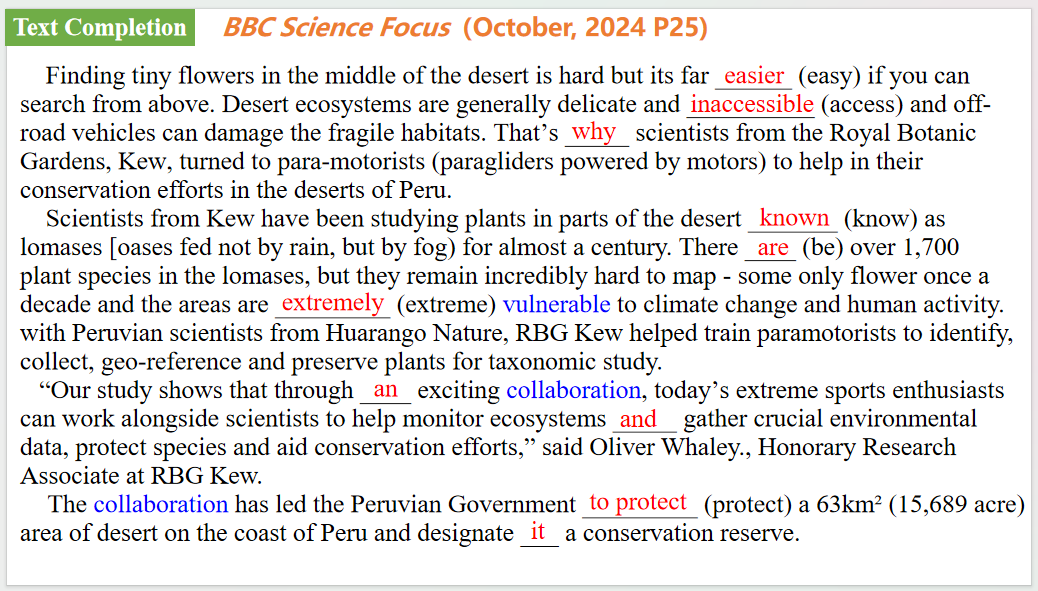 Text Completion BBC Science Focus (October, 2024 P25)
Finding tiny flowers in the middle of the desert is hard but its far easier (easy) if you can
search from above. Desert ecosystems are generally delicate and inaccessible (access) and off-
road vehicles can damage the fragile habitats. That’s why scientists from the Royal Botanic
Gardens, Kew, turned to para-motorists (paragliders powered by motors) to help in their
conservation efforts in the deserts of Peru.
Scientists from Kew have been studying plants in parts of the desert known (know) as
lomases [oases fed not by rain, but by fog) for almost a century. There are (be) over 1,700
plant species in the lomases, but they remain incredibly hard to map - some only flower once a
decade and the areas are extremely (extreme) vulnerable to climate change and human activity.
with Peruvian scientists from Huarango Nature, RBG Kew helped train paramotorists to identify,
collect, geo-reference and preserve plants for taxonomic study.
“Our study shows that through an exciting collaboration, today’s extreme sports enthusiasts
can work alongside scientists to help monitor ecosystems and gather crucial environmental
data, protect species and aid conservation efforts,” said Oliver Whaley., Honorary Research
Associate at RBG Kew.
The collaboration has led the Peruvian Government to protect (protect) a 63km² (15,689 acre)
area of desert on the coast of Peru and designate it a conservation reserve.